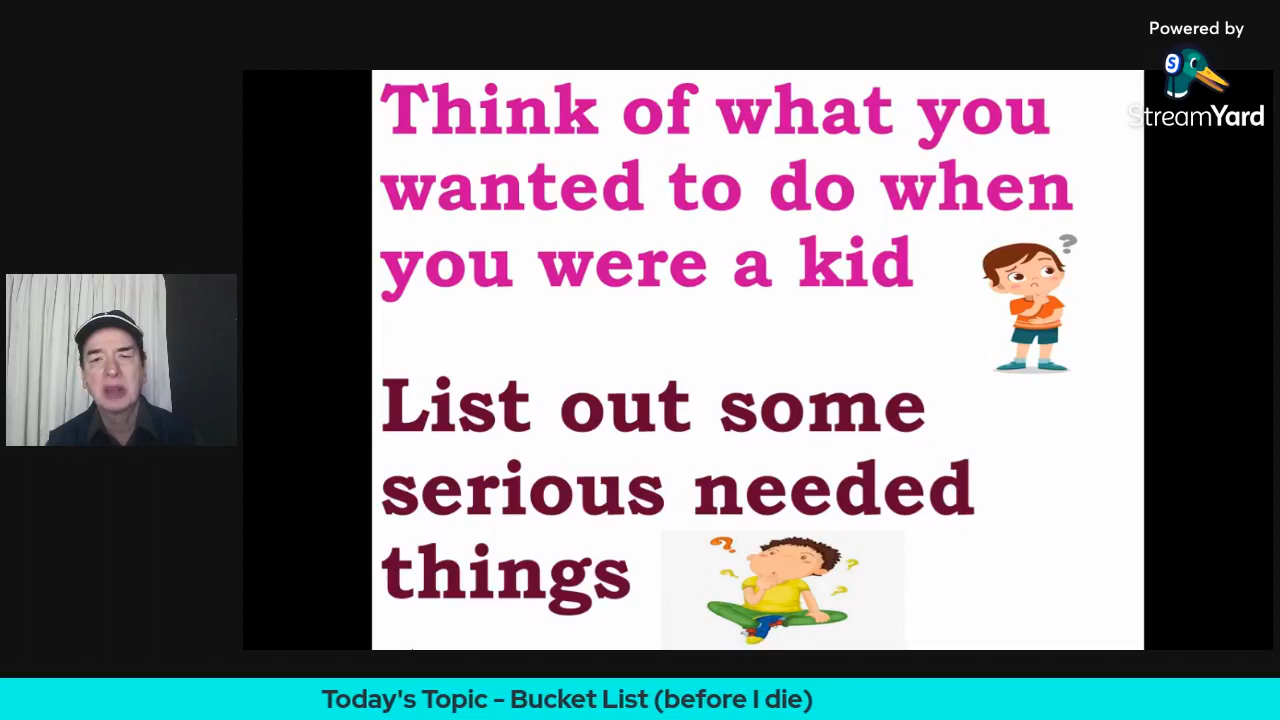 Powered by
S
StreamYard
Think of what you
wanted to do when
you were a kid
?
List out some
serious needed
things
?
?
?
?
Today's Topic - Bucket List (before I die)